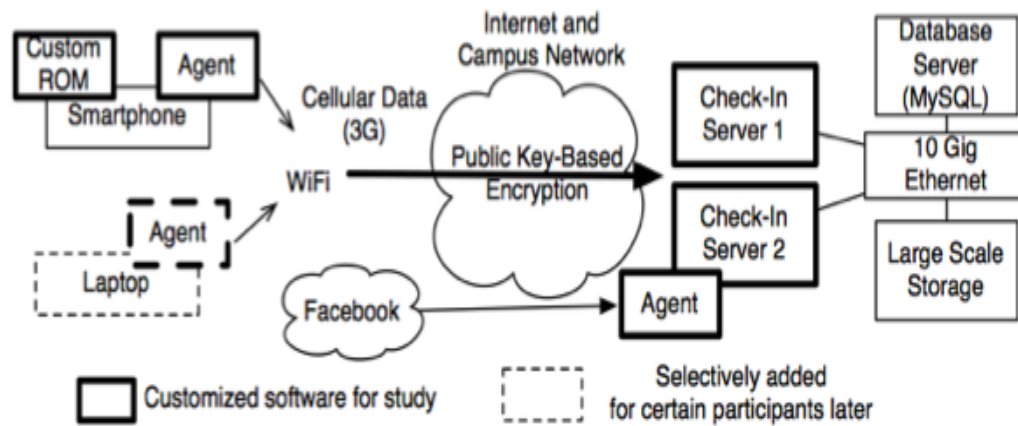 Custom
ROM
Agent
Smartphone
Cellular Data
(3G)
WiFi
Agent
Laptop
Internet and
Campus Network
Public Key-Based
Encryption
Facebook
Check-In
Server 1
Check-In
Server 2
Agent
Database
Server
(MySQL)
10 Gig
Ethernet
Large Scale
Storage
Customized software for study
Selectively added
for certain participants later